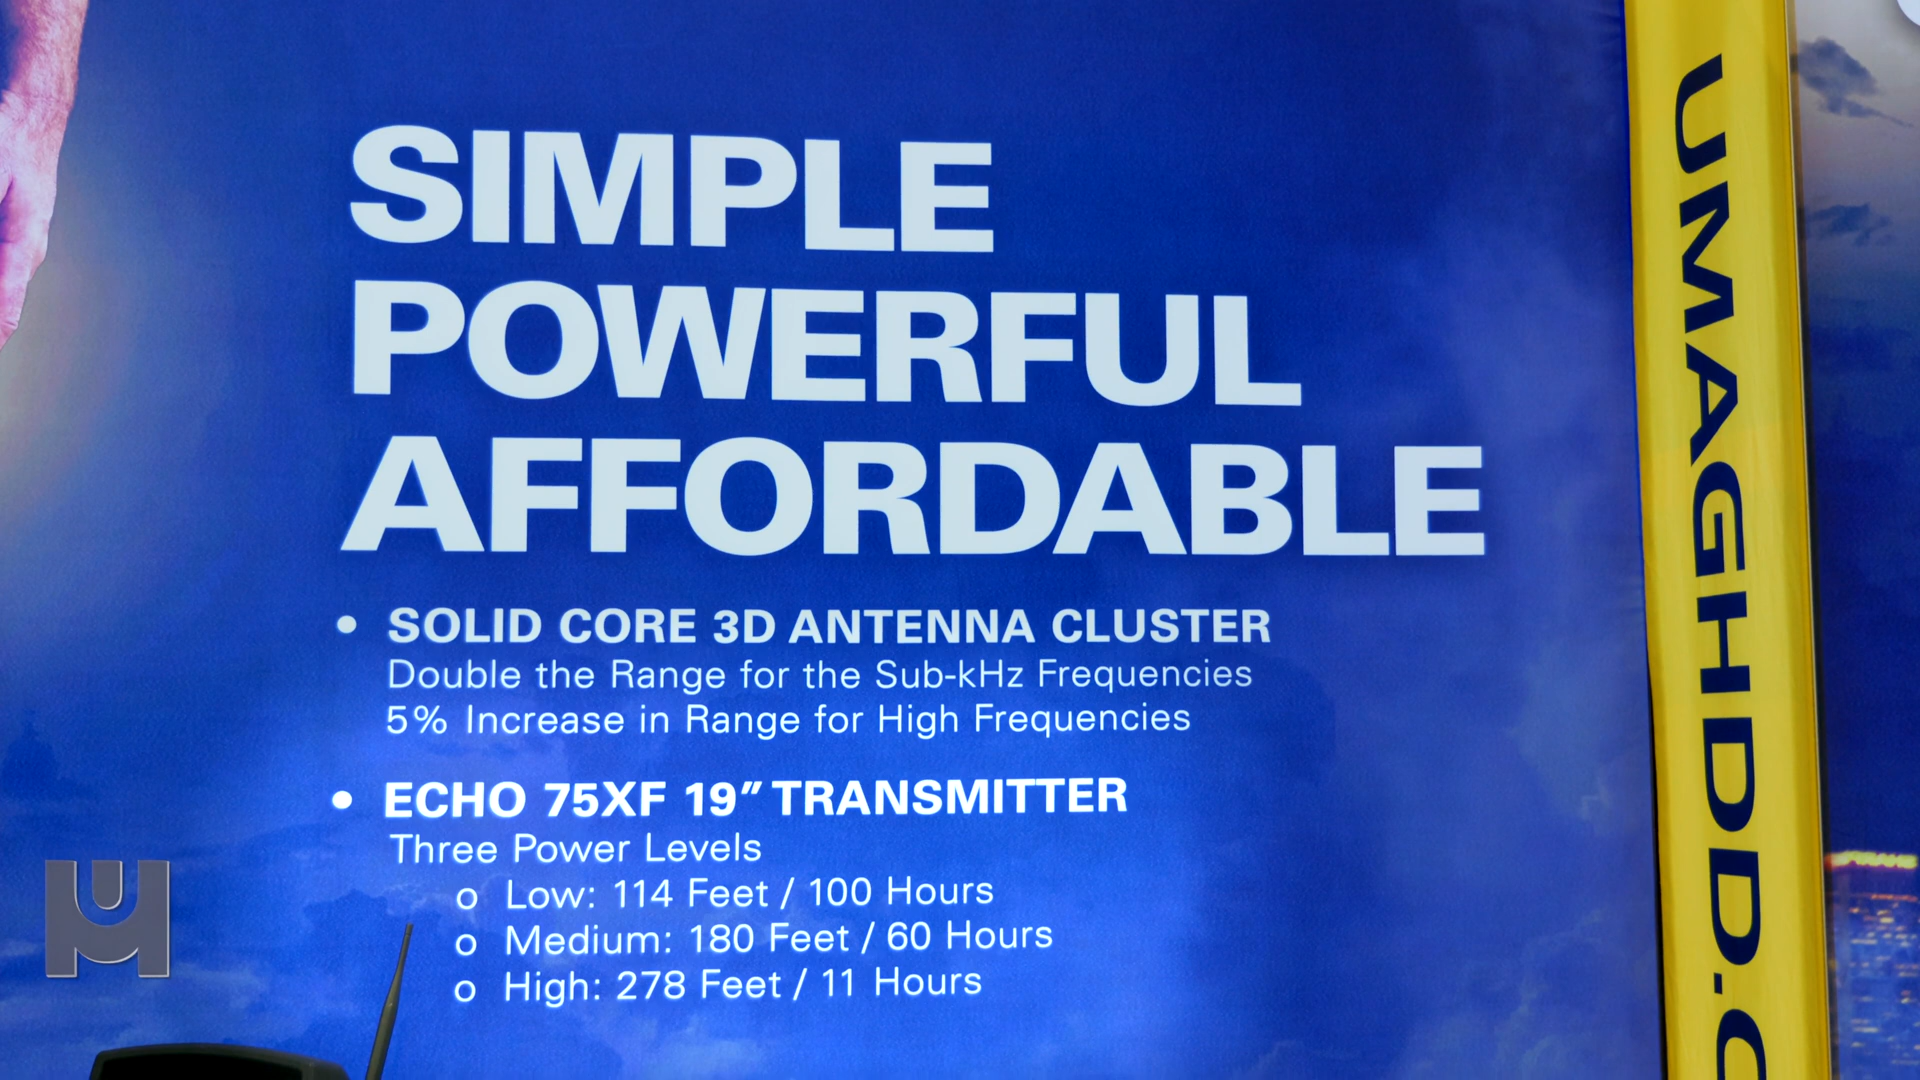 SIMPLE
POWERFUL
AFFORDABLE
• SOLID CORE 3D ANTENNA CLUSTER
Double the Range for the Sub-kHz Frequencies
5% Increase in Range for High Frequencies
• ECHO 75XF 19” TRANSMITTER
Three Power Levels
o Low: 114 Feet / 100 Hours
o Medium: 180 Feet / 60 Hours
o High: 278 Feet / 11 Hours
UMAGHDD.C